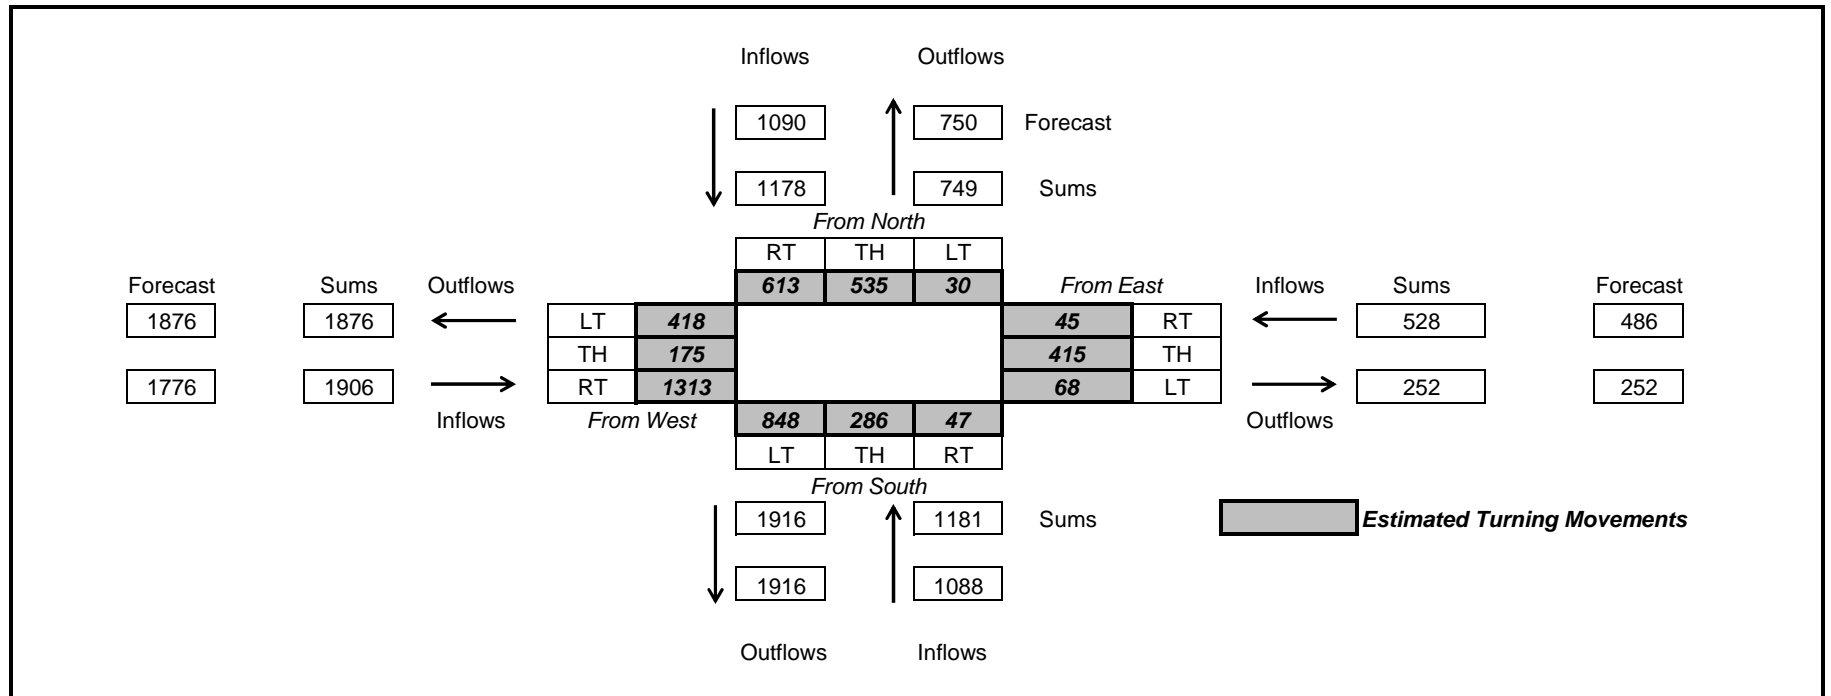 Inflows Outflows
1090 750 Forecast
1178 749 Sums
From North
RT TH LT
Forecast Sums Outflows 613 535 30 From East Inflows Sums Forecast
1876 1876 LT 418 45 RT 528 486
TH 175 415 TH
1776 1906 RT 1313 68 LT 252 252
Inflows From West 848 286 47 Outflows
LT TH RT
From South
1916 1181 Sums Estimated Turning Movements
1916 1088
Outflows Inflows